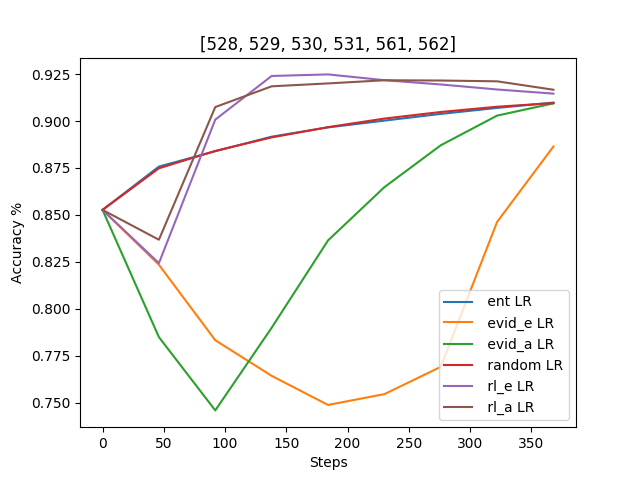 [528, 529, 530, 531, 561, 562]
0.925
0.900
0.875
0.850
0.825
0.800
0.775
0.750
Accuracy %
ent LR
evid_e LR
evid_a LR
random LR
rl_e LR
rl_a LR
0 50 100 150 200 250 300 350
Steps